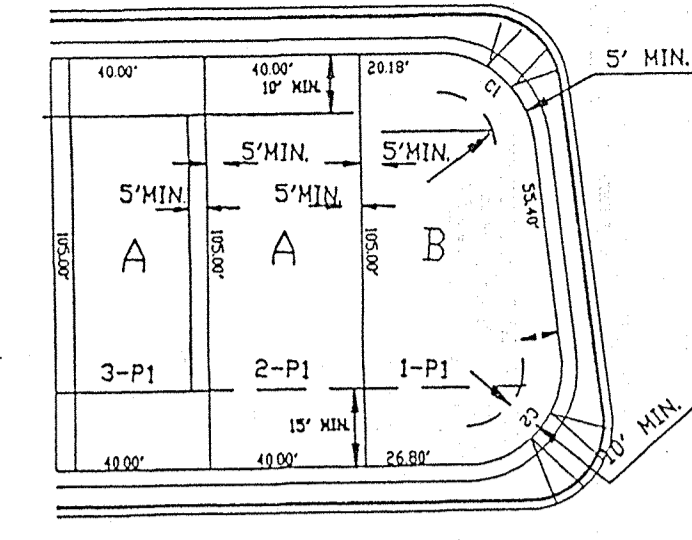 5' MIN.
40.00'
40.00'
20.18'
10' MIN.
C1
5'MIN.
5'MIN.
5'MIN.
5'MIN.
55.40'
105.00'
A
105.00'
A
105.00'
B
3-P1
2-P1
1-P1
15' MIN.
C2
10' MIN.
40.00'
40.00'
26.80'